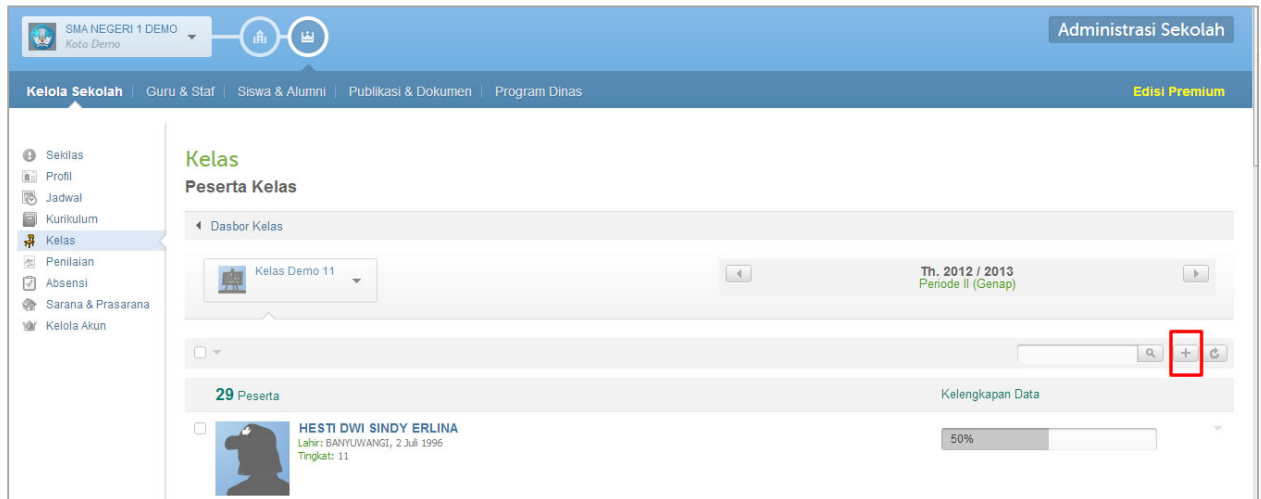 SMA NEGERI 1 DEMO
Kota Demo
Administrasi Sekolah
Kelola Sekolah | Guru & Staf | Siswa & Alumni | Publikasi & Dokumen | Program Dinas
Edisi Premium
Sekilas
Profil
Jadwal
Kurikulum
Kelas
Penilaian
Absensi
Sarana & Prasarana
Kelola Akun
Kelas
Peserta Kelas
Dasbor Kelas
Kelas Demo 11
Th. 2012 / 2013
Periode II (Genap)
29 Peserta
Kelengkapan Data
HESTI DWI SINDY ERLINA
Lahir: BANYUWANGI, 2 Juli 1996
Tingkat: 11
50%